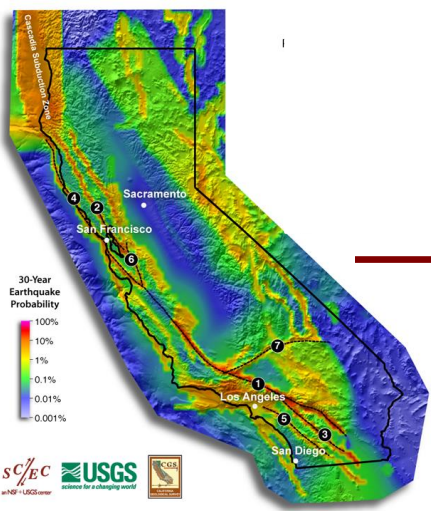 Cascadia Subduction Zone
Sacramento
4
2
San Francisco
6
30-Year
Earthquake
Probability
100%
10%
1%
0.1%
0.01%
0.001%
7
1
Los Angeles
5
3
San Diego
SC/EC
an NSF + USGS center
USGS
science for a changing world
C.G.S.